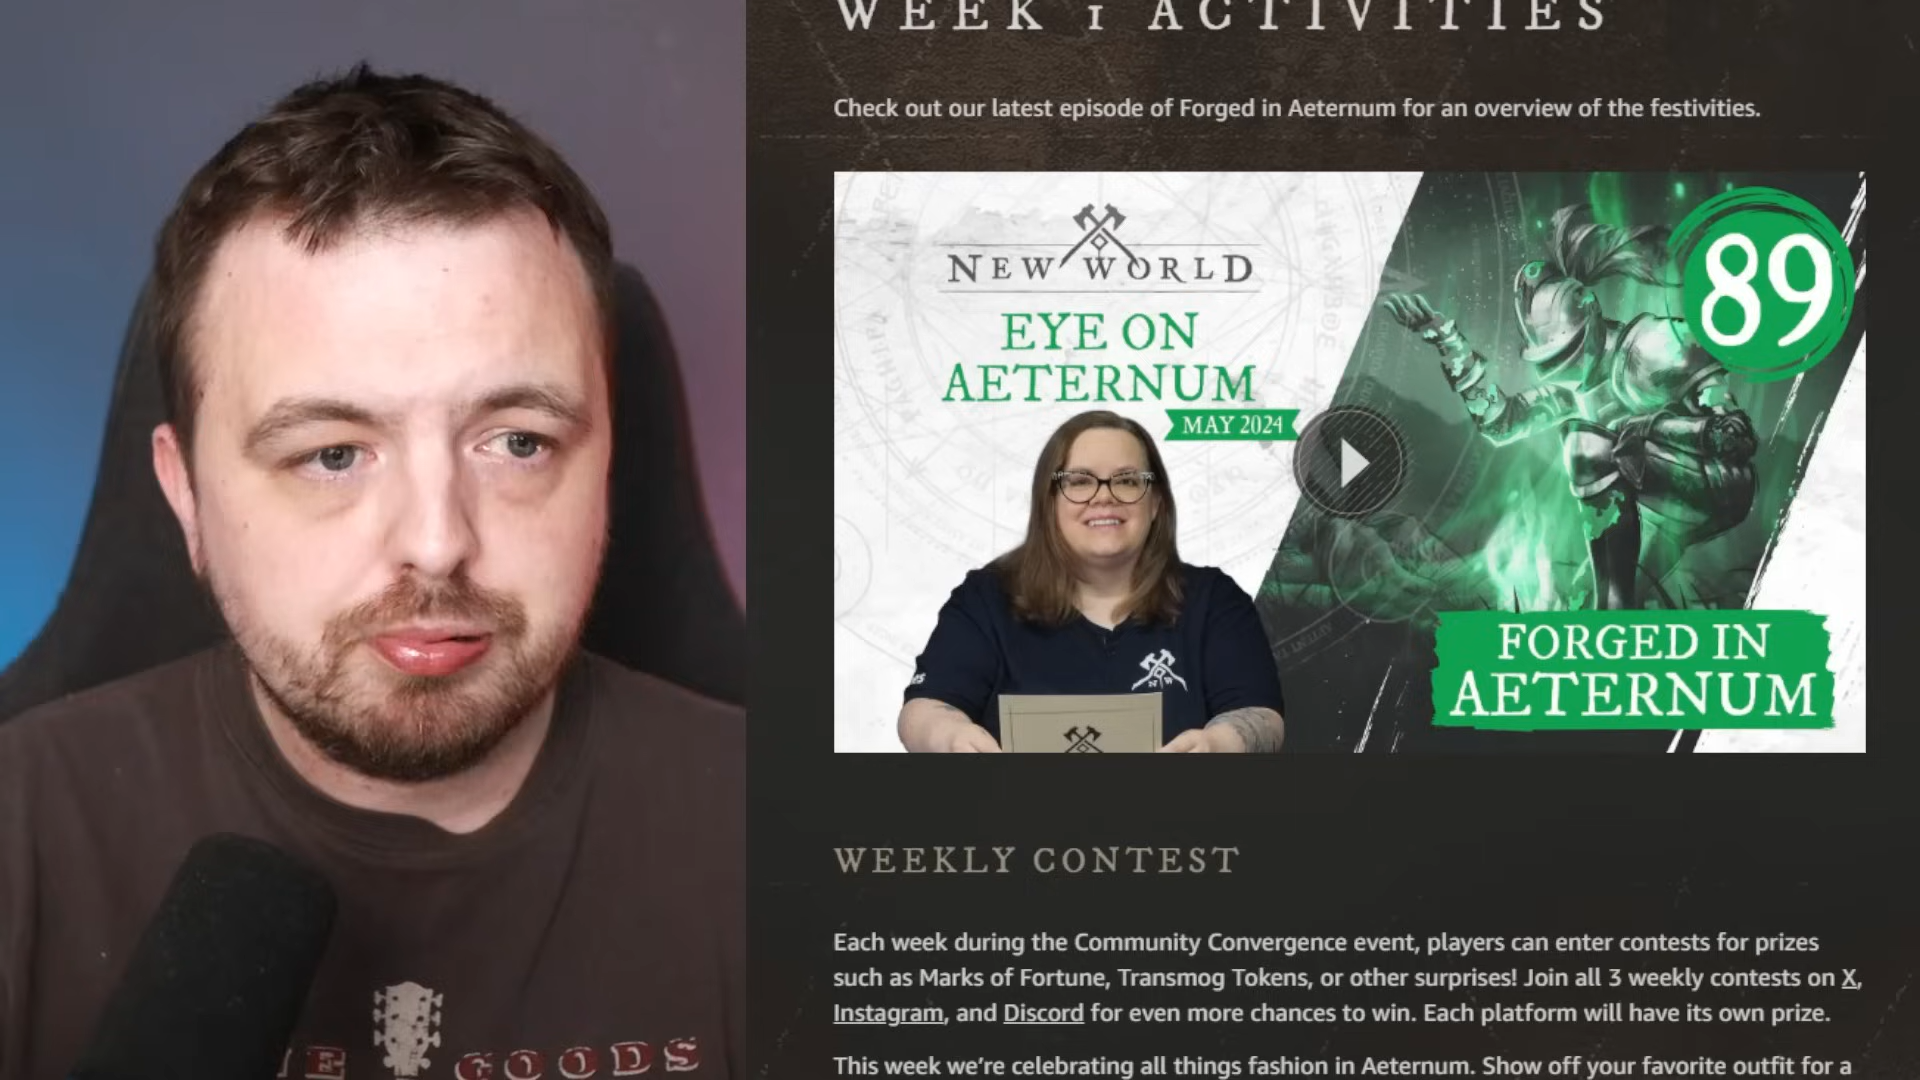 WEEK 1 ACTIVITIES
Check out our latest episode of Forged in Aeternum for an overview of the festivities.
NEW WORLD
EYE ON
AETERNUM
MAY 2024
89
NW
FORGED IN
AETERNUM
WEEKLY CONTEST
Each week during the Community Convergence event, players can enter contests for prizes
such as Marks of Fortune, Transmog Tokens, or other surprises! Join all 3 weekly contests on X,
Instagram, and Discord for even more chances to win. Each platform will have its own prize.
This week we’re celebrating all things fashion in Aeternum. Show off your favorite outfit for a
GOODS